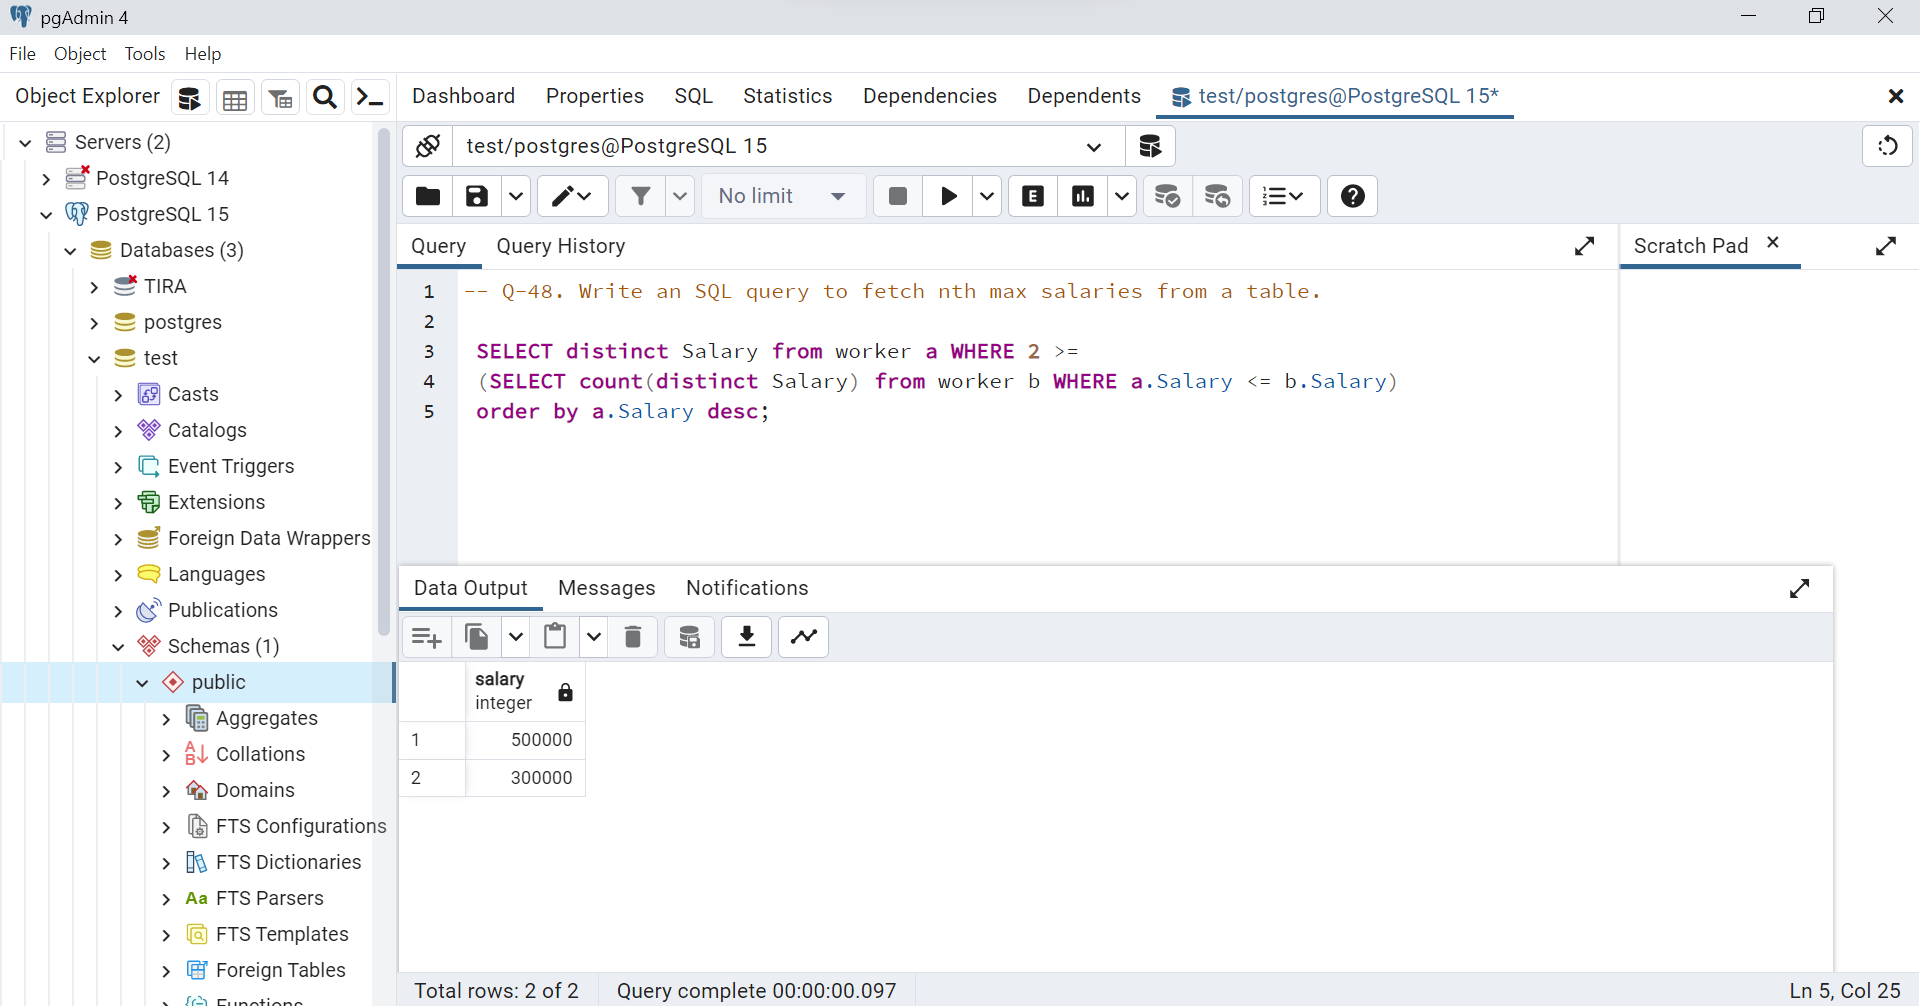 pgAdmin 4
File Object Tools Help
Object Explorer
Dashboard Properties SQL Statistics Dependencies Dependents test/postgres@PostgreSQL 15*
Servers (2)
PostgreSQL 14
PostgreSQL 15
Databases (3)
TIRA
postgres
test
Casts
Catalogs
Event Triggers
Extensions
Foreign Data Wrappers
Languages
Publications
Schemas (1)
public
Aggregates
Collations
Domains
FTS Configurations
FTS Dictionaries
Aa FTS Parsers
FTS Templates
Foreign Tables
Functions
test/postgres@PostgreSQL 15
No limit
E
Query Query History
Scratch Pad
1 -- Q-48. Write an SQL query to fetch nth max salaries from a table.
2
3 SELECT distinct Salary from worker a WHERE 2 >=
4 (SELECT count(distinct Salary) from worker b WHERE a.Salary <= b.Salary)
5 order by a.Salary desc;
Data Output Messages Notifications
salary
integer
1 500000
2 300000
Total rows: 2 of 2 Query complete 00:00:00.097 Ln 5, Col 25